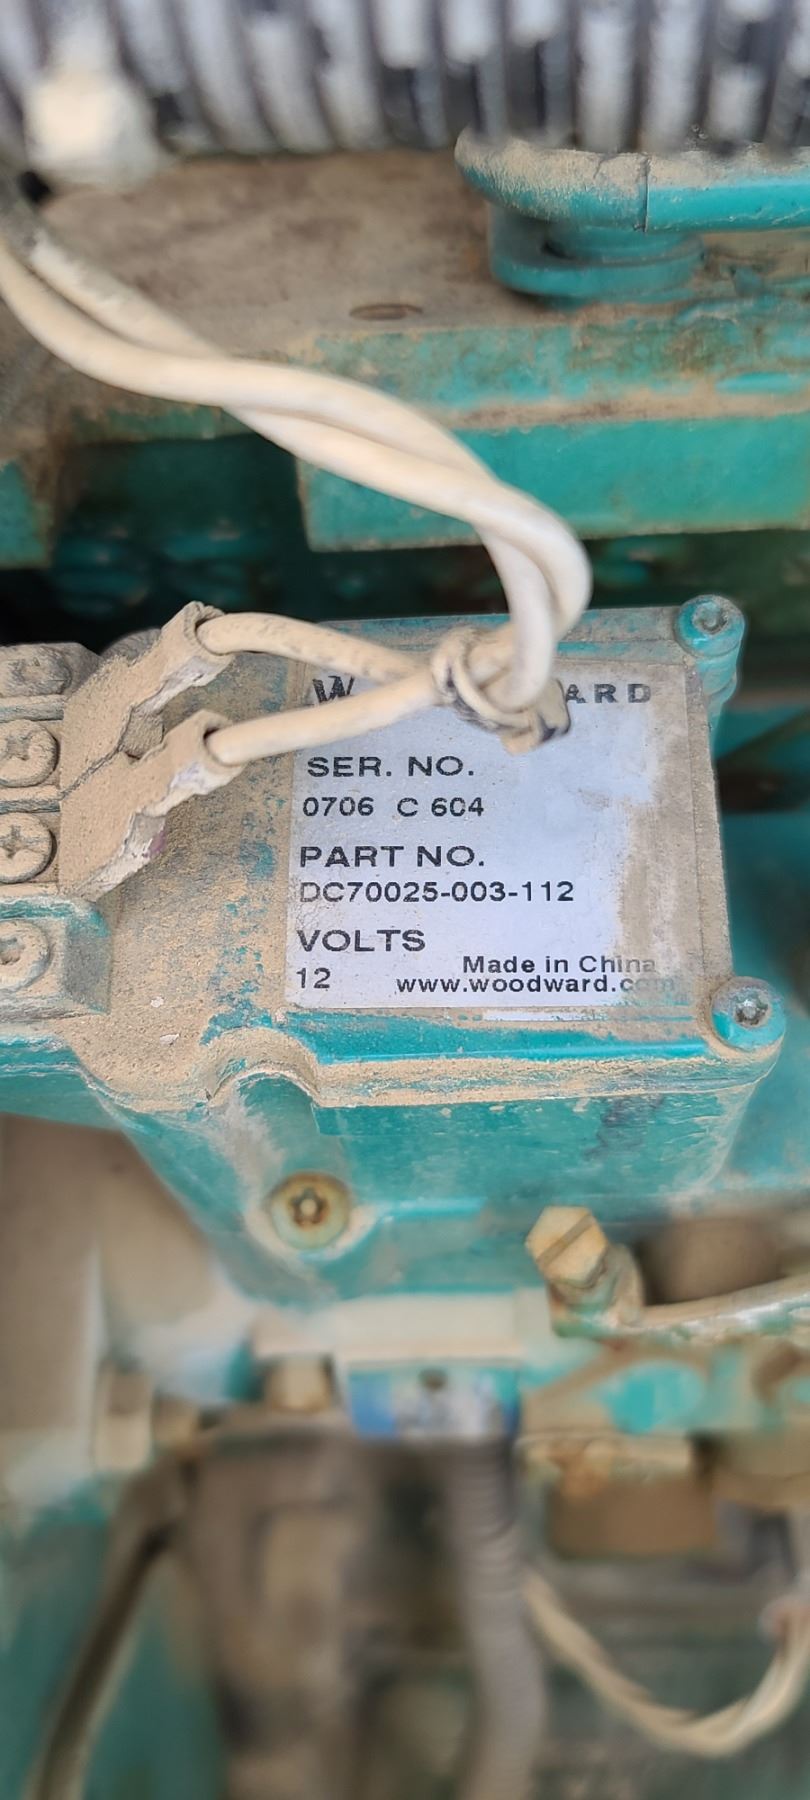 SER. NO.
0706 C 604
PART NO.
DC70025-003-112
VOLTS
12
Made in China
www.woodward.com